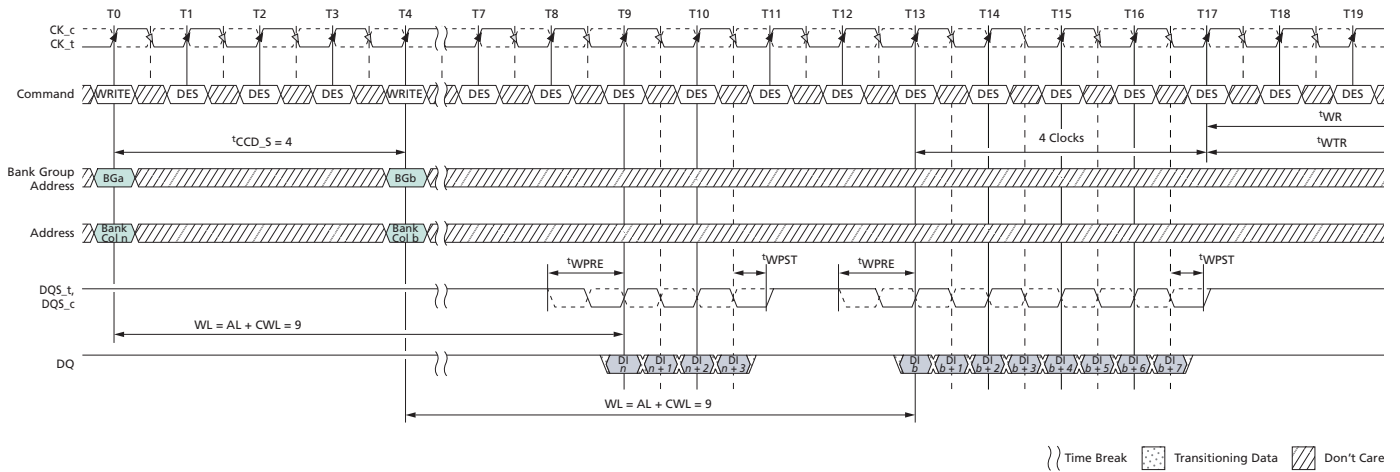 T0 T1 T2 T3 T4 T7 T8 T9 T10 T11 T12 T13 T14 T15 T16 T17 T18 T19
CK_c
CK_t
Command WRITE DES DES DES WRITE DES DES DES DES DES DES DES DES DES DES DES DES DES
tWR
tCCD_S = 4 4 Clocks tWTR
Bank Group
Address BGa BGb
Address Bank
Col n Bank
Col b
tWPRE tWPST tWPRE tWPST
DQS_t,
DQS_c
WL = AL + CWL = 9
DQ DI
n DI
n + 1 DI
n + 2 DI
n + 3 DI
b DI
b + 1 DI
b + 2 DI
b + 3 DI
b + 4 DI
b + 5 DI
b + 6 DI
b + 7
WL = AL + CWL = 9
Time Break Transitioning Data Don't Care